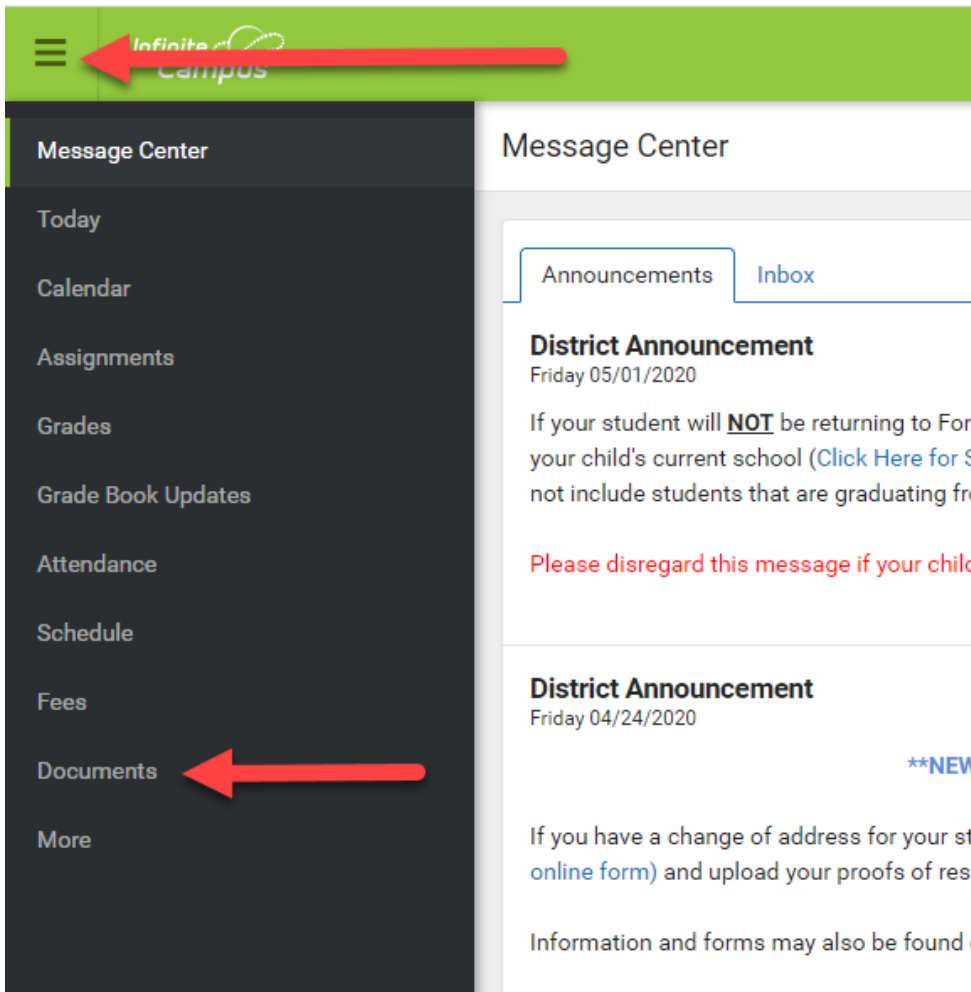 Infinite
Campus
Message Center
Today
Calendar
Assignments
Grades
Grade Book Updates
Attendance
Schedule
Fees
Documents
More
Message Center
Announcements
Inbox
District Announcement
Friday 05/01/2020
If your student will NOT be returning to For
your child's current school (Click Here for S
not include students that are graduating fr
Please disregard this message if your child
District Announcement
Friday 04/24/2020
**NEW
If you have a change of address for your st
online form) and upload your proofs of res
Information and forms may also be found